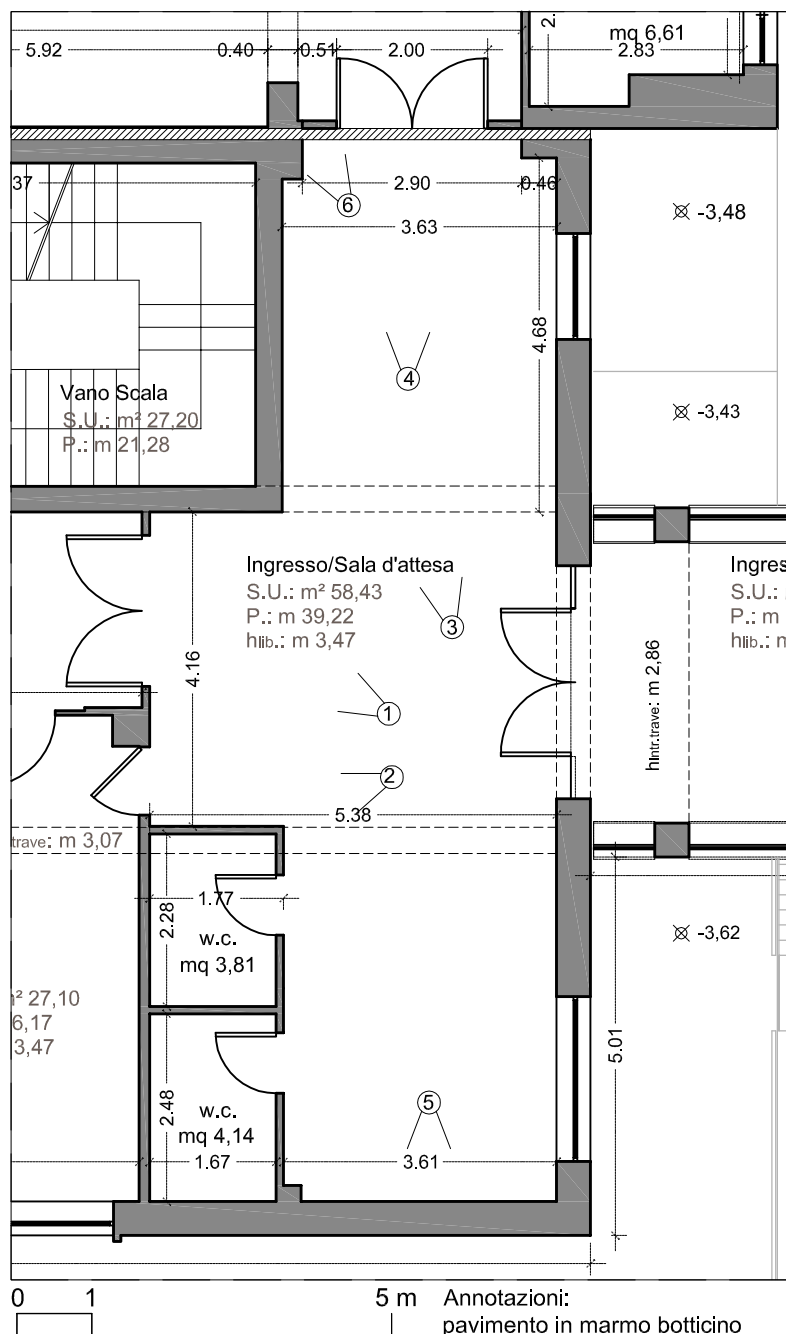 mq 6,61
5.92
0.40
0.51
2.00
2.83
2.
37
2.90
0.46
6
3.63
-3,48
4.68
4
Vano Scala
S.U.: m² 27,20
P.: m 21,28
-3,43
Ingresso/Sala d'attesa
S.U.: m² 58,43
P.: m 39,22
hlib.: m 3,47
Ingres
S.U.:
P.: m
hlib.: m
3
4.16
hintr.trave: m 2,86
1
2
5.38
trave: m 3,07
1.77
2.28
w.c.
mq 3,81
-3,62
m² 27,10
6,17
3,47
5.01
2.48
w.c.
mq 4,14
5
1.67
3.61
0 1 5 m
Annotazioni:
pavimento in marmo botticino